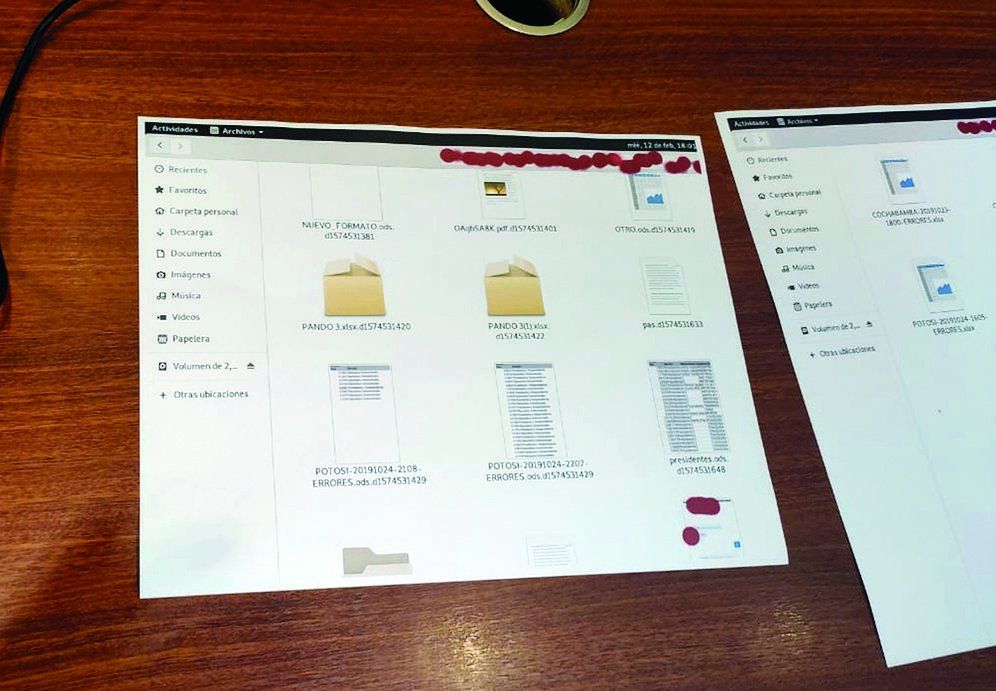 Actividades Archivos
mié, 12 de feb, 18:01
Recientes
Favoritos
Carpeta personal
Descargas
Documentos
Imágenes
Música
Vídeos
Papelera
Volumen de 2,...
+ Otras ubicaciones
NUEVO_FORMATO.ods.
d1574531381
OAqbSA8K.pdf.d1574531401
OTRO.ods.d1574531419
PANDO 3.xlsx.d1574531420
PANDO 3(1).xlsx.
d1574531422
pas.d1574531633
POTOSI-20191024-2108-
ERRORES.ods.d1574531429
POTOSI-20191024-2207-
ERRORES.ods.d1574531429
presidentes.ods.
d1574531648
Actividades Archivos
Recientes
Favoritos
Carpeta personal
Descargas
Documentos
Imágenes
Música
Vídeos
Papelera
Volumen de 2,...
+ Otras ubicaciones
COCHABAMBA-20191023-
1800-ERRORES.xlsx
POTOSI-20191024-1605-
ERRORES.xlsx